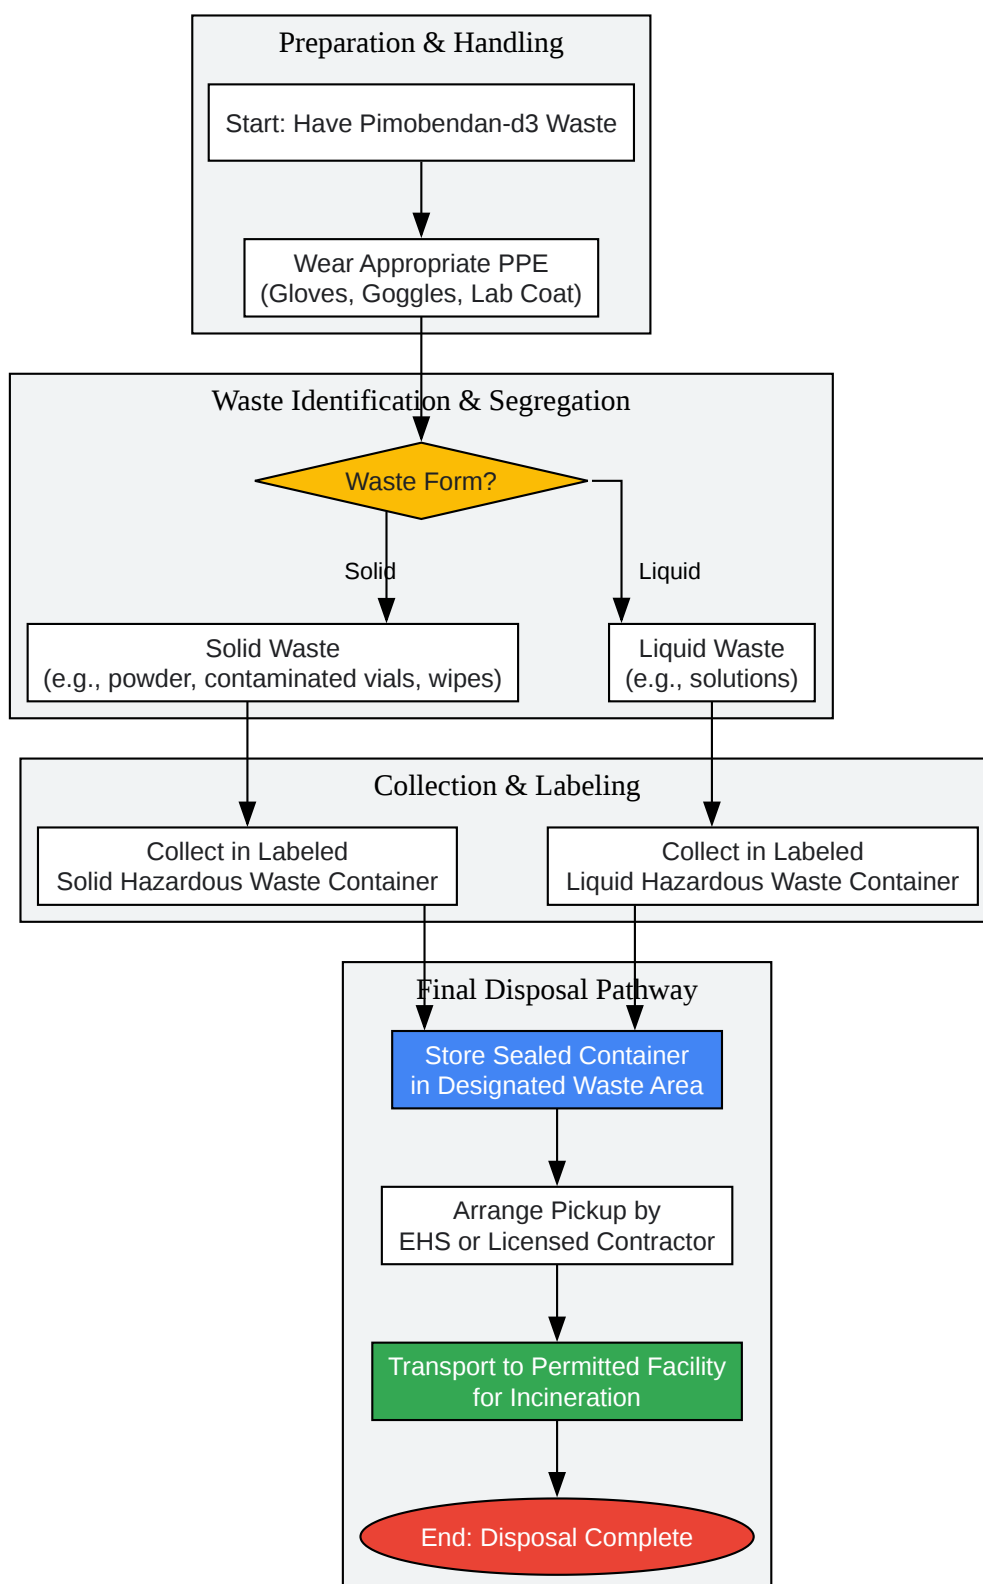 Preparation & Handling
Start: Have Pimobendan-d3 Waste
Wear Appropriate PPE
(Gloves, Goggles, Lab Coat)
Waste Identification & Segregation
Waste Form?
Solid
Liquid
Solid Waste
(e.g., powder, contaminated vials, wipes)
Liquid Waste
(e.g., solutions)
Collection & Labeling
Collect in Labeled
Solid Hazardous Waste Container
Collect in Labeled
Liquid Hazardous Waste Container
Final Disposal Pathway
Store Sealed Container
in Designated Waste Area
Arrange Pickup by
EHS or Licensed Contractor
Transport to Permitted Facility
for Incineration
End: Disposal Complete